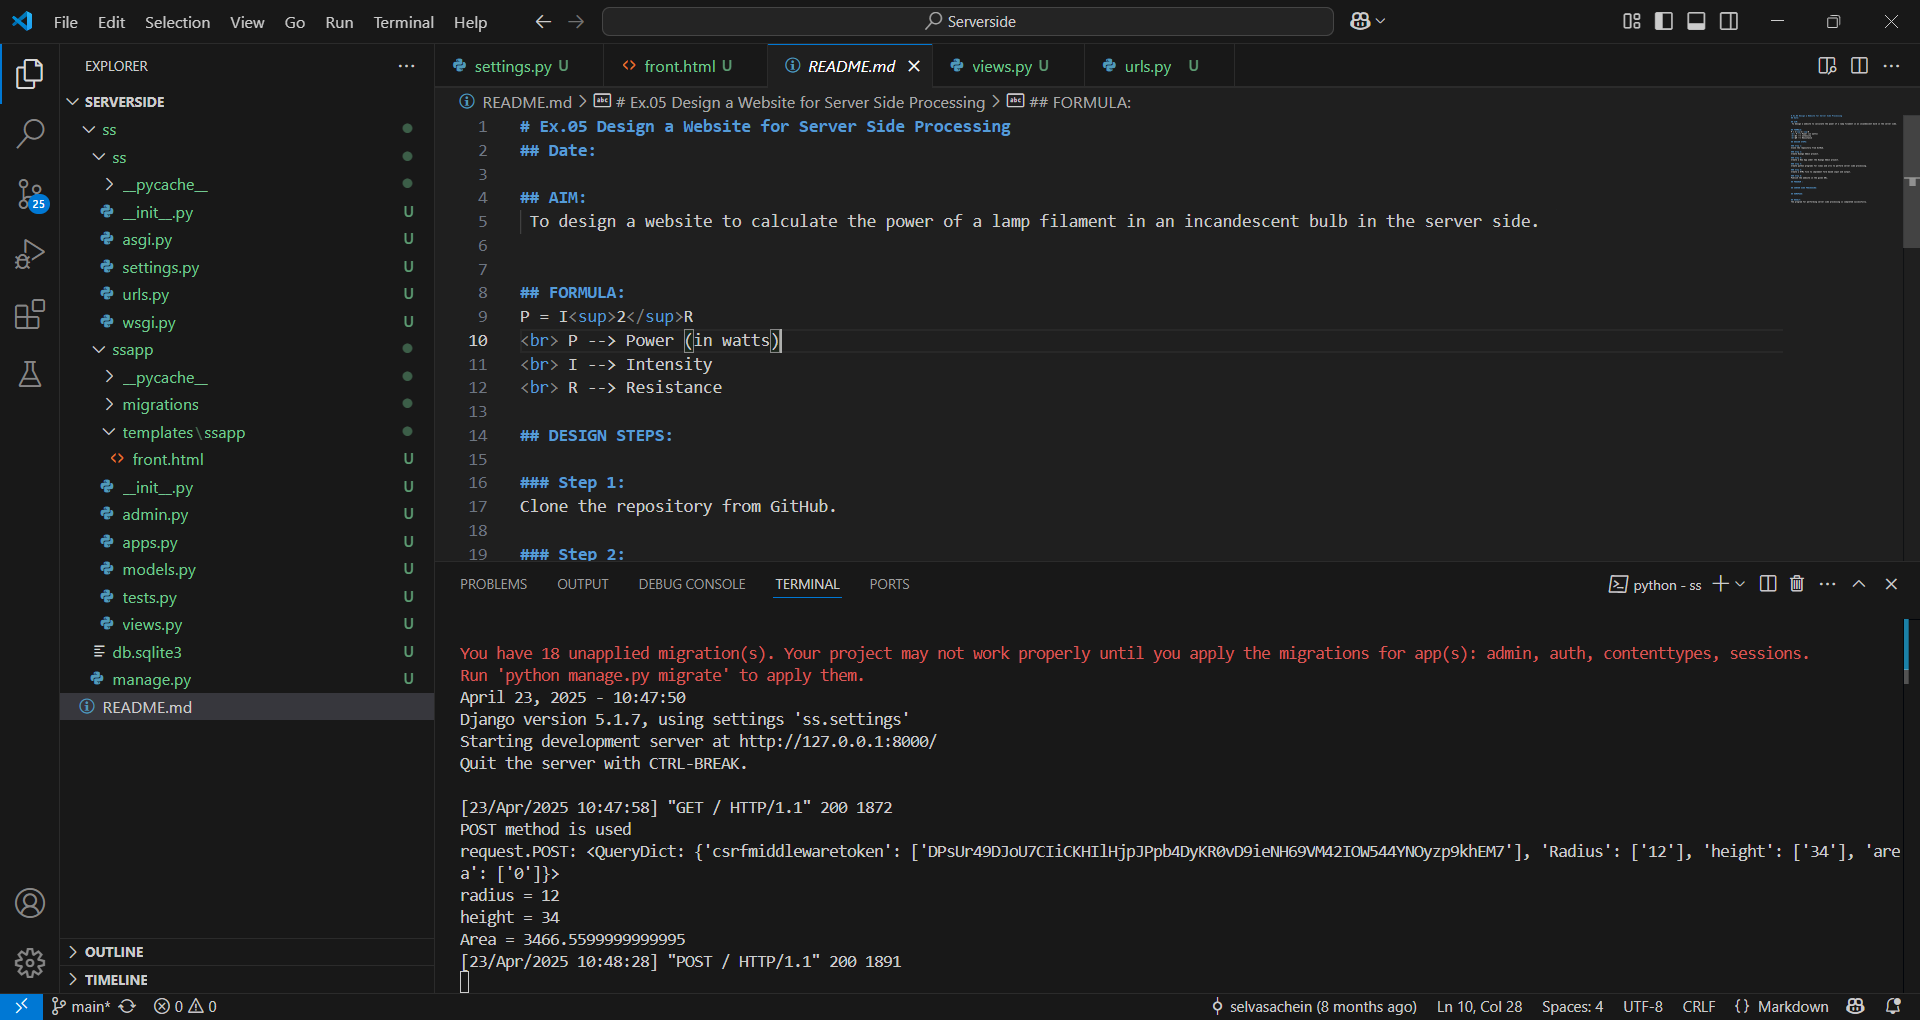 File Edit Selection View Go Run Terminal Help
Serverside
EXPLORER
SERVERSIDE
ss
ss
__pycache__
__init__.py U
asgi.py U
settings.py U
urls.py U
wsgi.py U
ssapp
__pycache__
migrations
templates\ssapp
front.html U
__init__.py U
admin.py U
apps.py U
models.py U
tests.py U
views.py U
db.sqlite3 U
manage.py U
README.md
OUTLINE
TIMELINE
25
settings.py U front.html U README.md views.py U urls.py U
README.md > # Ex.05 Design a Website for Server Side Processing > ## FORMULA:
1 # Ex.05 Design a Website for Server Side Processing
2 ## Date:
3
4 ## AIM:
5 To design a website to calculate the power of a lamp filament in an incandescent bulb in the server side.
6
7
8 ## FORMULA:
9 P = I<sup>2</sup>R
10 <br> P --> Power (in watts)
11 <br> I --> Intensity
12 <br> R --> Resistance
13
14 ## DESIGN STEPS:
15
16 ### Step 1:
17 Clone the repository from GitHub.
18
19 ### Step 2:
PROBLEMS OUTPUT DEBUG CONSOLE TERMINAL PORTS
python - ss
You have 18 unapplied migration(s). Your project may not work properly until you apply the migrations for app(s): admin, auth, contenttypes, sessions.
Run 'python manage.py migrate' to apply them.
April 23, 2025 - 10:47:50
Django version 5.1.7, using settings 'ss.settings'
Starting development server at http://127.0.0.1:8000/
Quit the server with CTRL-BREAK.
[23/Apr/2025 10:47:58] "GET / HTTP/1.1" 200 1872
POST method is used
request.POST: <QueryDict: {'csrfmiddlewaretoken': ['DPsUr49DJoU7CIiCKHIlHjpJPpb4DyKR0vD9ieNH69VM42IOW544YNOyzp9khEM7'], 'Radius': ['12'], 'height': ['34'], 'are
a': ['0']}>
radius = 12
height = 34
Area = 3466.5599999999995
[23/Apr/2025 10:48:28] "POST / HTTP/1.1" 200 1891
main* 0 0 selvasachein (8 months ago) Ln 10, Col 28 Spaces: 4 UTF-8 CRLF {} Markdown